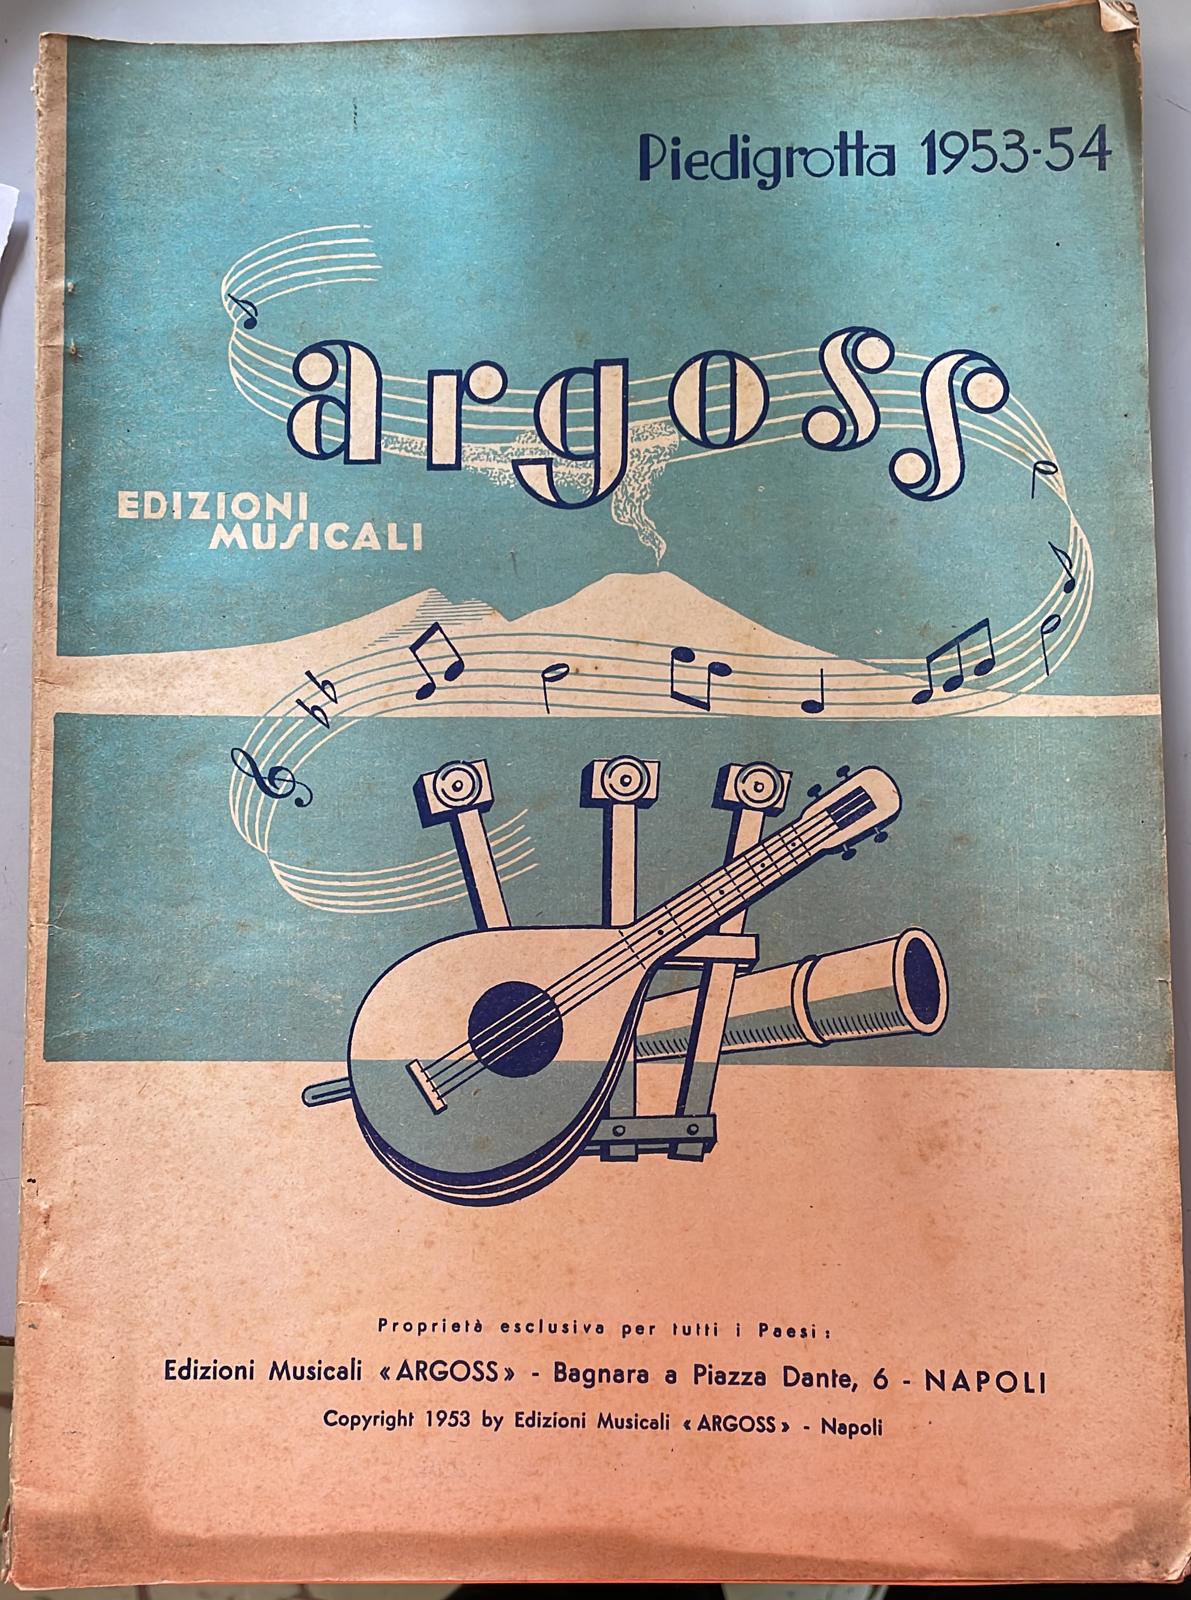 Piedigrotta 1953-54
argoss
EDIZIONI
MUSICALI
Proprietà esclusiva per tutti i Paesi:
Edizioni Musicali «ARGOSS» - Bagnara a Piazza Dante, 6 - NAPOLI
Copyright 1953 by Edizioni Musicali «ARGOSS» - Napoli